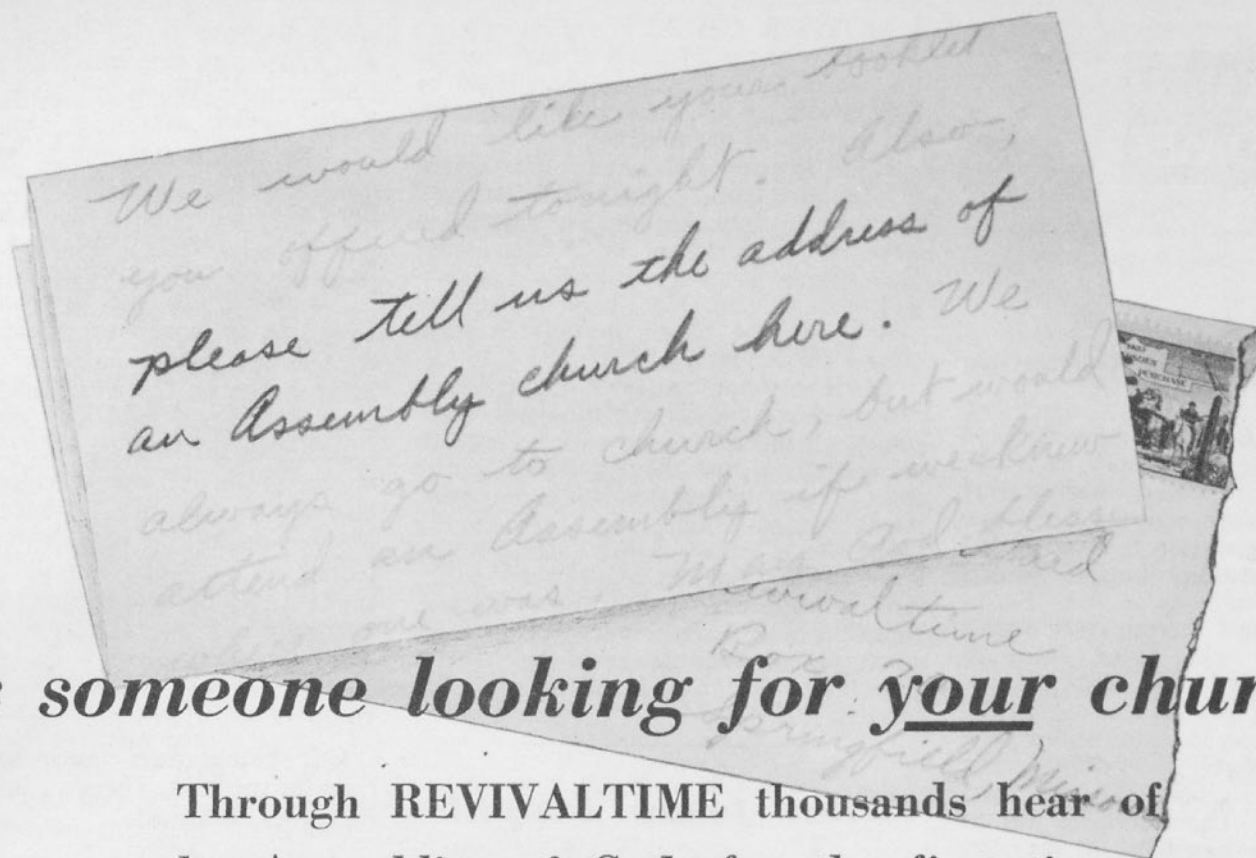 We would like your booklet
you offered tonight. Also,
please tell us the address of
an Assembly church here. We
always go to church, but would
attend an Assembly if we knew
where one was. May God bless
Revivaltime
Box 70
Springfield, Missou
someone looking for your chur
Through REVIVALTIME thousands hear of